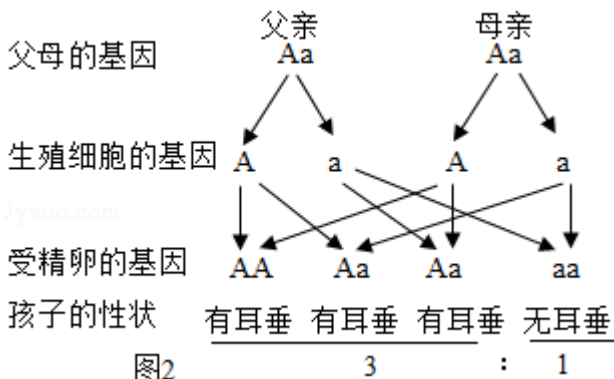 父亲 母亲
父母的基因 Aa Aa
生殖细胞的基因 A a A a
Jyeoo.com
受精卵的基因 AA Aa Aa aa
孩子的性状 有耳垂 有耳垂 有耳垂 无耳垂
图2 3 : 1